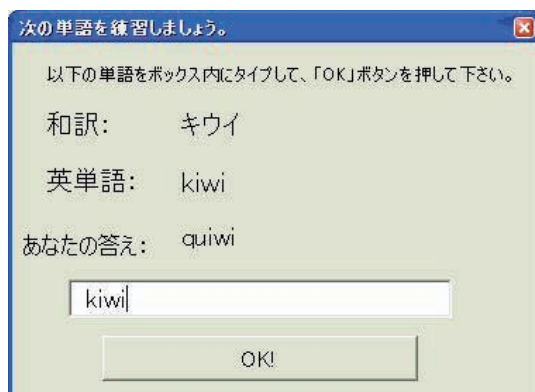 次の単語を練習しましょう。
以下の単語をボックス内にタイプして、「OK」ボタンを押して下さい。
和訳: キウイ
英単語: kiwi
あなたの答え: quiwi
kiwi
OK!